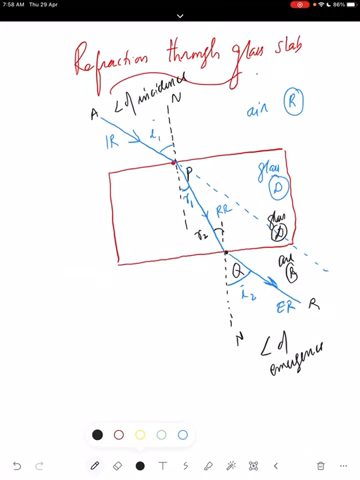 7:58 AM Thu 29 Apr
86%
Refraction through glass slab
∠ of incidence
A
N
air R
IR
i₁
P
glass
D
r₁
RR
r₂
glass
D
air
R
Q
i₂
ER
R
N
∠ of
emergence